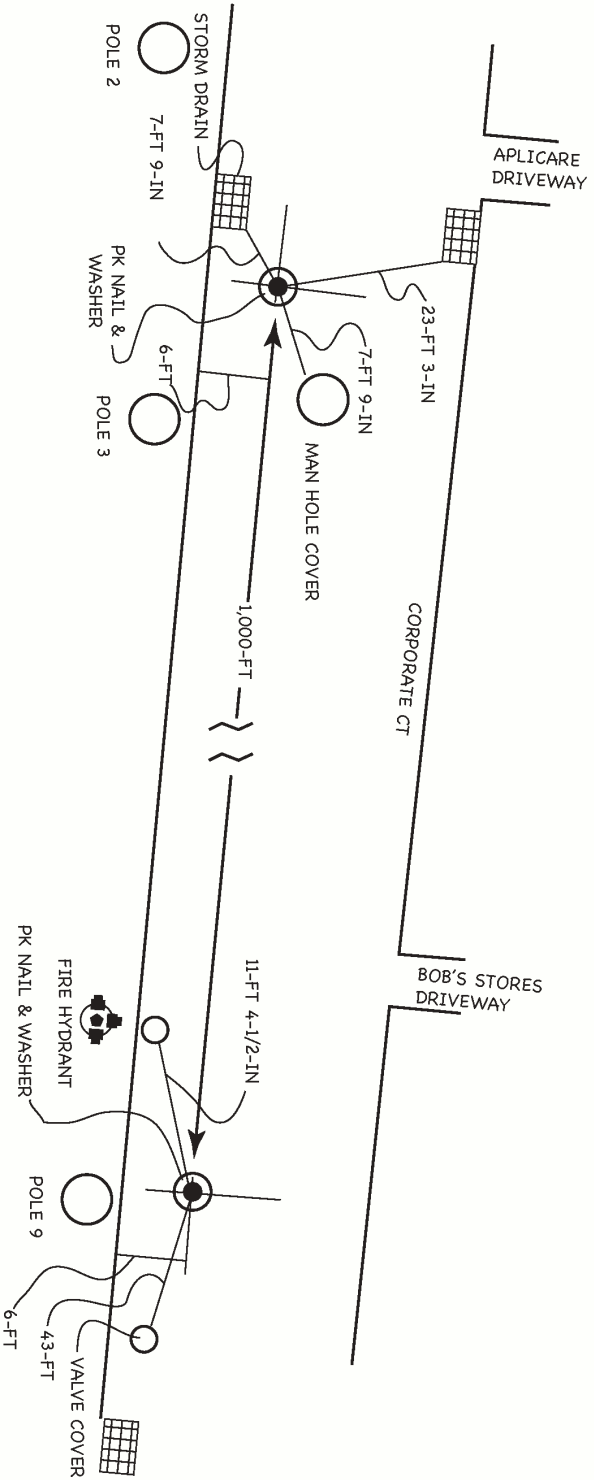 STORM DRAIN
POLE 2
7-FT 9-IN
APLICARE
DRIVEWAY
PK NAIL &
WASHER
23-FT 3-IN
7-FT 9-IN
6-FT
POLE 3
MAN HOLE COVER
1,000-FT
CORPORATE CT
BOB'S STORES
DRIVEWAY
11-FT 4-1/2-IN
FIRE HYDRANT
PK NAIL & WASHER
POLE 9
6-FT
43-FT
VALVE COVER